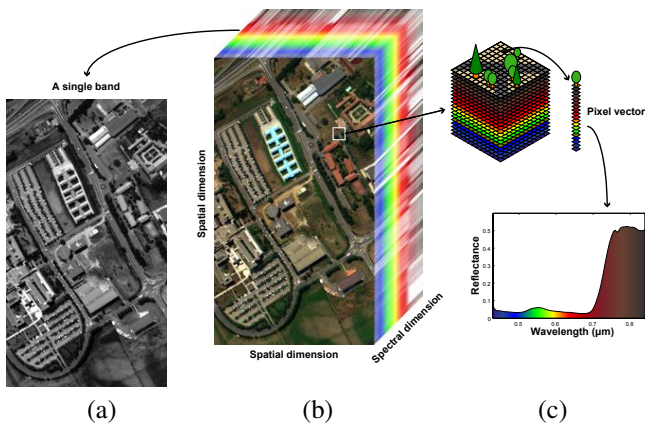 A single band
Spatial dimension
Spatial dimension
Spectral dimension
Pixel vector
Reflectance
0.5
0.4
0.3
0.2
0.1
0
0.5 0.6 0.7 0.8
Wavelength (µm)
(a) (b) (c)